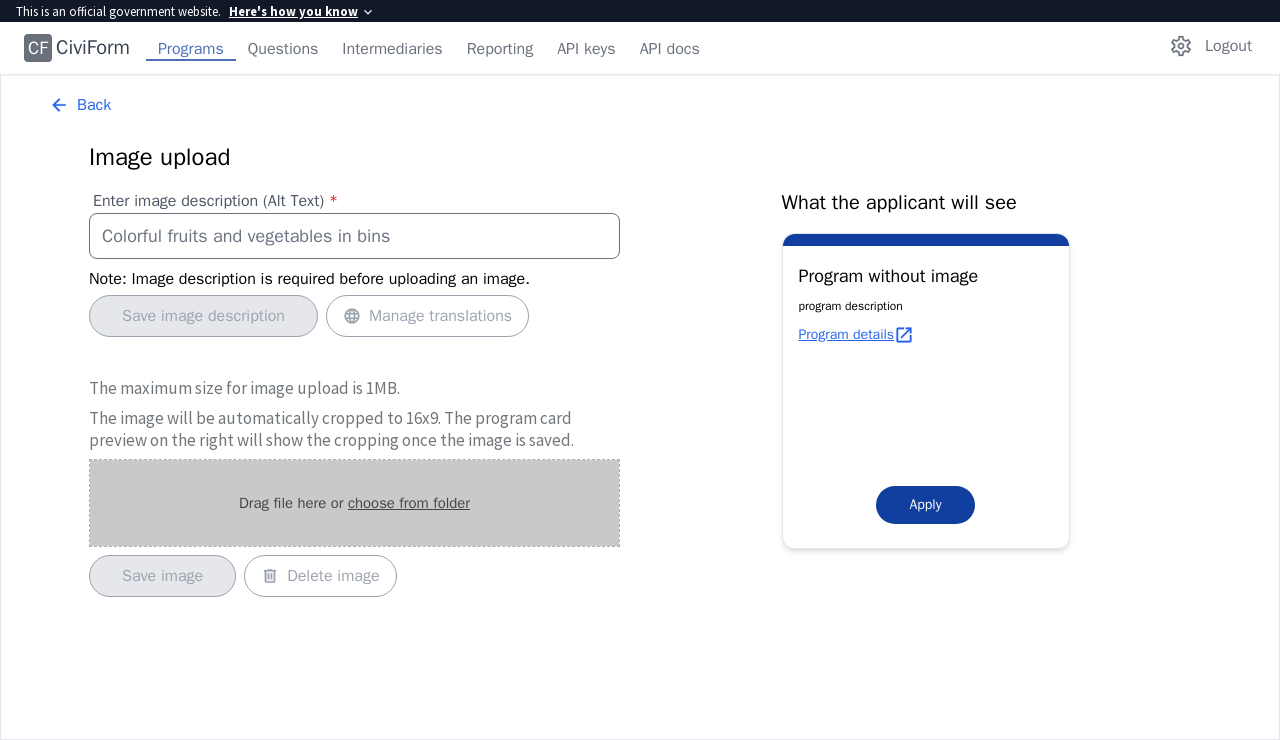 This is an official government website. Here's how you know
CF CiviForm Programs Questions Intermediaries Reporting API keys API docs Logout
Back
Image upload
Enter image description (Alt Text) *
Colorful fruits and vegetables in bins
Note: Image description is required before uploading an image.
Save image description Manage translations
The maximum size for image upload is 1MB.
The image will be automatically cropped to 16x9. The program card
preview on the right will show the cropping once the image is saved.
Drag file here or choose from folder
Save image Delete image
What the applicant will see
Program without image
program description
Program details
Apply